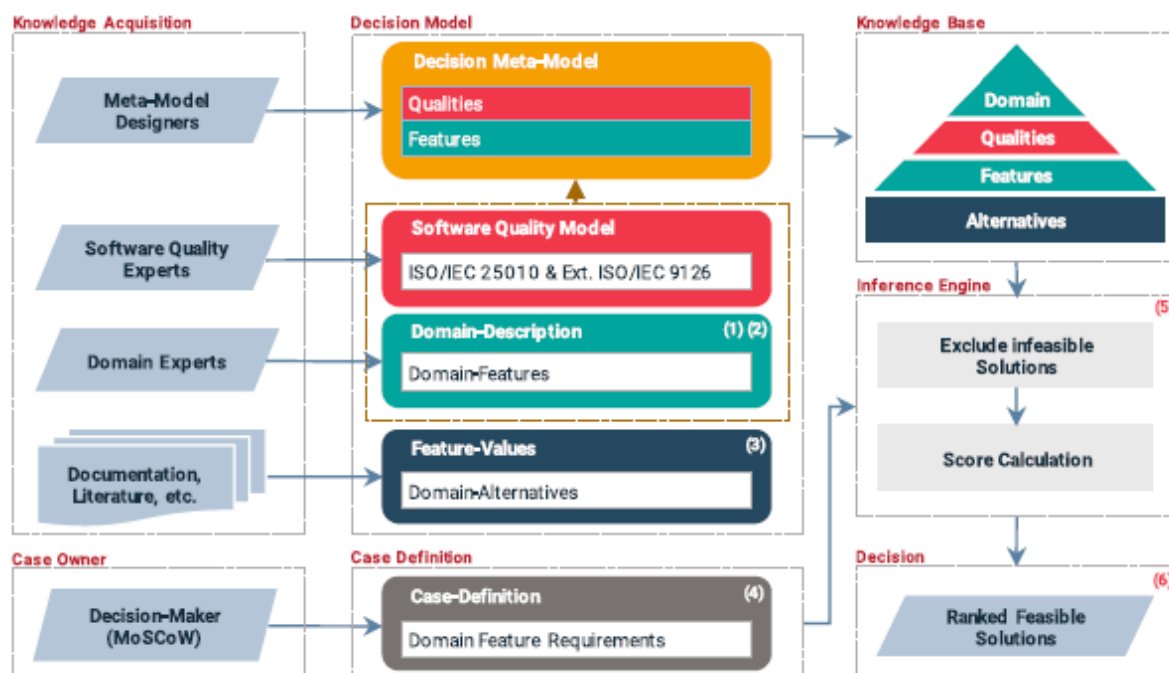 Knowledge Acquisition
Meta-Model
Designers
Software Quality
Experts
Domain Experts
Documentation,
Literature, etc.
Case Owner
Decision-Maker
(MoSCoW)
Decision Model
Decision Meta-Model
Qualities
Features
Software Quality Model
ISO/IEC 25010 & Ext. ISO/IEC 9126
Domain-Description (1) (2)
Domain-Features
Feature-Values (3)
Domain-Alternatives
Case Definition
Case-Definition (4)
Domain Feature Requirements
Knowledge Base
Domain
Qualities
Features
Alternatives
Inference Engine
(5)
Exclude infeasible
Solutions
Score Calculation
Decision
(6)
Ranked Feasible
Solutions